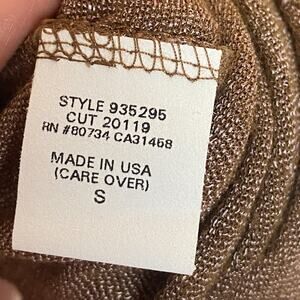 STYLE 935295
CUT 20119
RN #80734 CA31468
MADE IN USA
(CARE OVER)
S